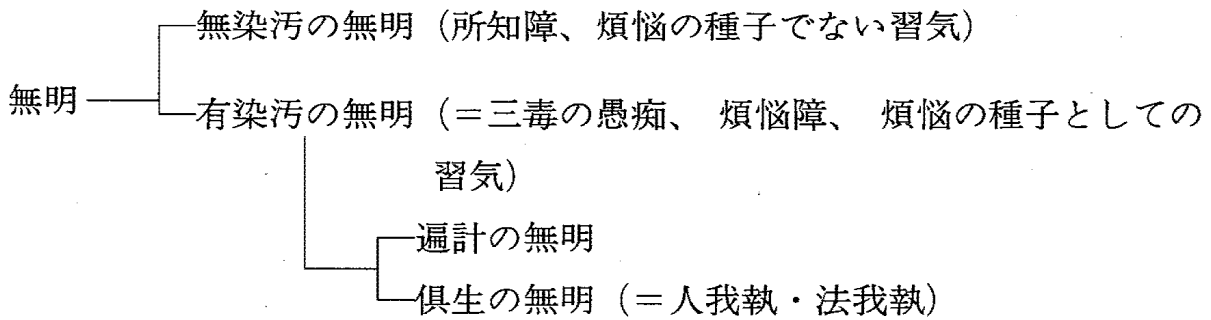 無染汚の無明（所知障、煩悩の種子でない習気）
無明
有染汚の無明（＝三毒の愚痴、 煩悩障、 煩悩の種子としての
習気）
遍計の無明
倶生の無明（＝人我執・法我執）